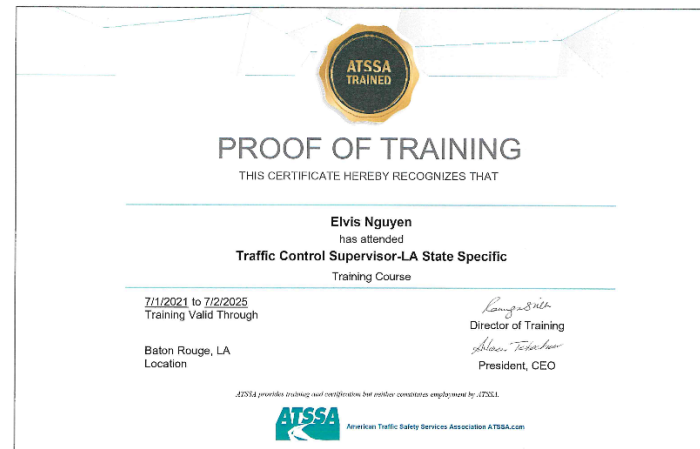 ATSSA
TRAINED
PROOF OF TRAINING
THIS CERTIFICATE HEREBY RECOGNIZES THAT
Elvis Nguyen
has attended
Traffic Control Supervisor-LA State Specific
Training Course
7/1/2021 to 7/2/2025
Training Valid Through
Director of Training
Baton Rouge, LA
Location
President, CEO
ATSSA provides training and certification but neither constitutes employment by ATSSA.
ATSSA
American Traffic Safety Services Association ATSSA.com